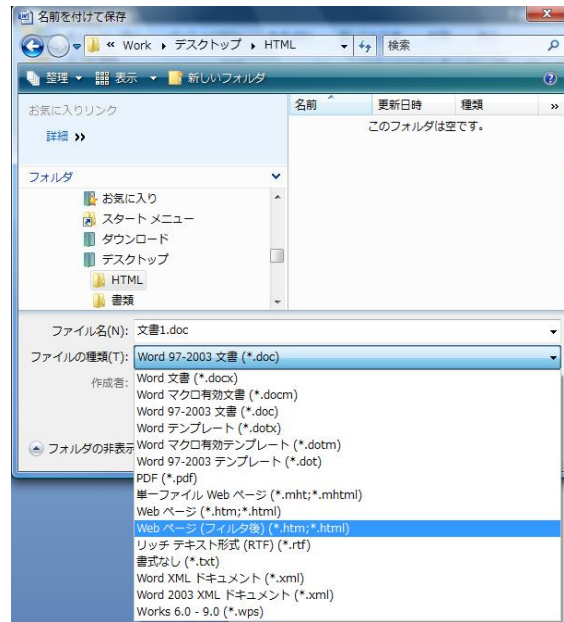 名前を付けて保存
« Work ▸ デスクトップ ▸ HTML
検索
整理 表示 新しいフォルダ
お気に入りリンク
詳細 »
名前 更新日時 種類 »
このフォルダは空です。
フォルダ
お気に入り
スタート メニュー
ダウンロード
デスクトップ
HTML
書類
ファイル名(N): 文書1.doc
ファイルの種類(T): Word 97-2003 文書 (*.doc)
作成者:
フォルダの非表示
Word 文書 (*.docx)
Word マクロ有効文書 (*.docm)
Word 97-2003 文書 (*.doc)
Word テンプレート (*.dotx)
Word マクロ有効テンプレート (*.dotm)
Word 97-2003 テンプレート (*.dot)
PDF (*.pdf)
単一ファイル Web ページ (*.mht;*.mhtml)
Web ページ (*.htm;*.html)
Web ページ (フィルタ後) (*.htm;*.html)
リッチ テキスト形式 (RTF) (*.rtf)
書式なし (*.txt)
Word XML ドキュメント (*.xml)
Word 2003 XML ドキュメント (*.xml)
Works 6.0 - 9.0 (*.wps)